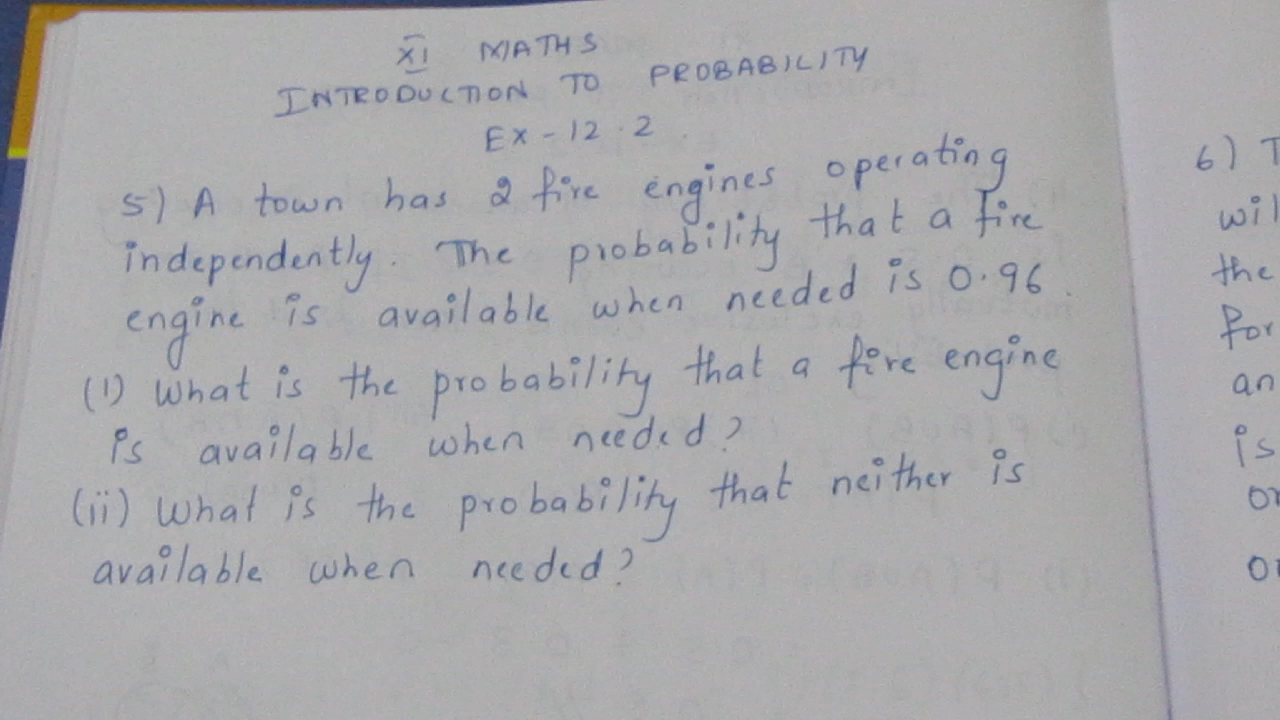 XI MATHS
INTRODUCTION TO PROBABILITY
EX-12.2
5) A town has 2 fire engines operating
independently. The probability that a fire
engine is available when needed is 0.96.
(i) What is the probability that a fire engine
is available when needed?
(ii) What is the probability that neither is
available when needed?
6)
the